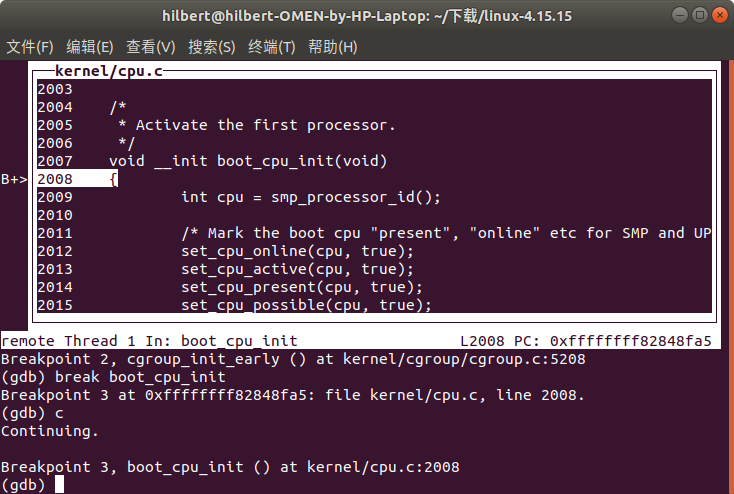 hilbert@hilbert-OMEN-by-HP-Laptop: ~/下载/linux-4.15.15
文件(F) 编辑(E) 查看(V) 搜索(S) 终端(T) 帮助(H)
kernel/cpu.c
2003
2004 /*
2005 * Activate the first processor.
2006 */
2007 void __init boot_cpu_init(void)
B+> 2008 {
2009 int cpu = smp_processor_id();
2010
2011 /* Mark the boot cpu "present", "online" etc for SMP and UP
2012 set_cpu_online(cpu, true);
2013 set_cpu_active(cpu, true);
2014 set_cpu_present(cpu, true);
2015 set_cpu_possible(cpu, true);
remote Thread 1 In: boot_cpu_init L2008 PC: 0xffffffff82848fa5
Breakpoint 2, cgroup_init_early () at kernel/cgroup/cgroup.c:5208
(gdb) break boot_cpu_init
Breakpoint 3 at 0xffffffff82848fa5: file kernel/cpu.c, line 2008.
(gdb) c
Continuing.
Breakpoint 3, boot_cpu_init () at kernel/cpu.c:2008
(gdb)